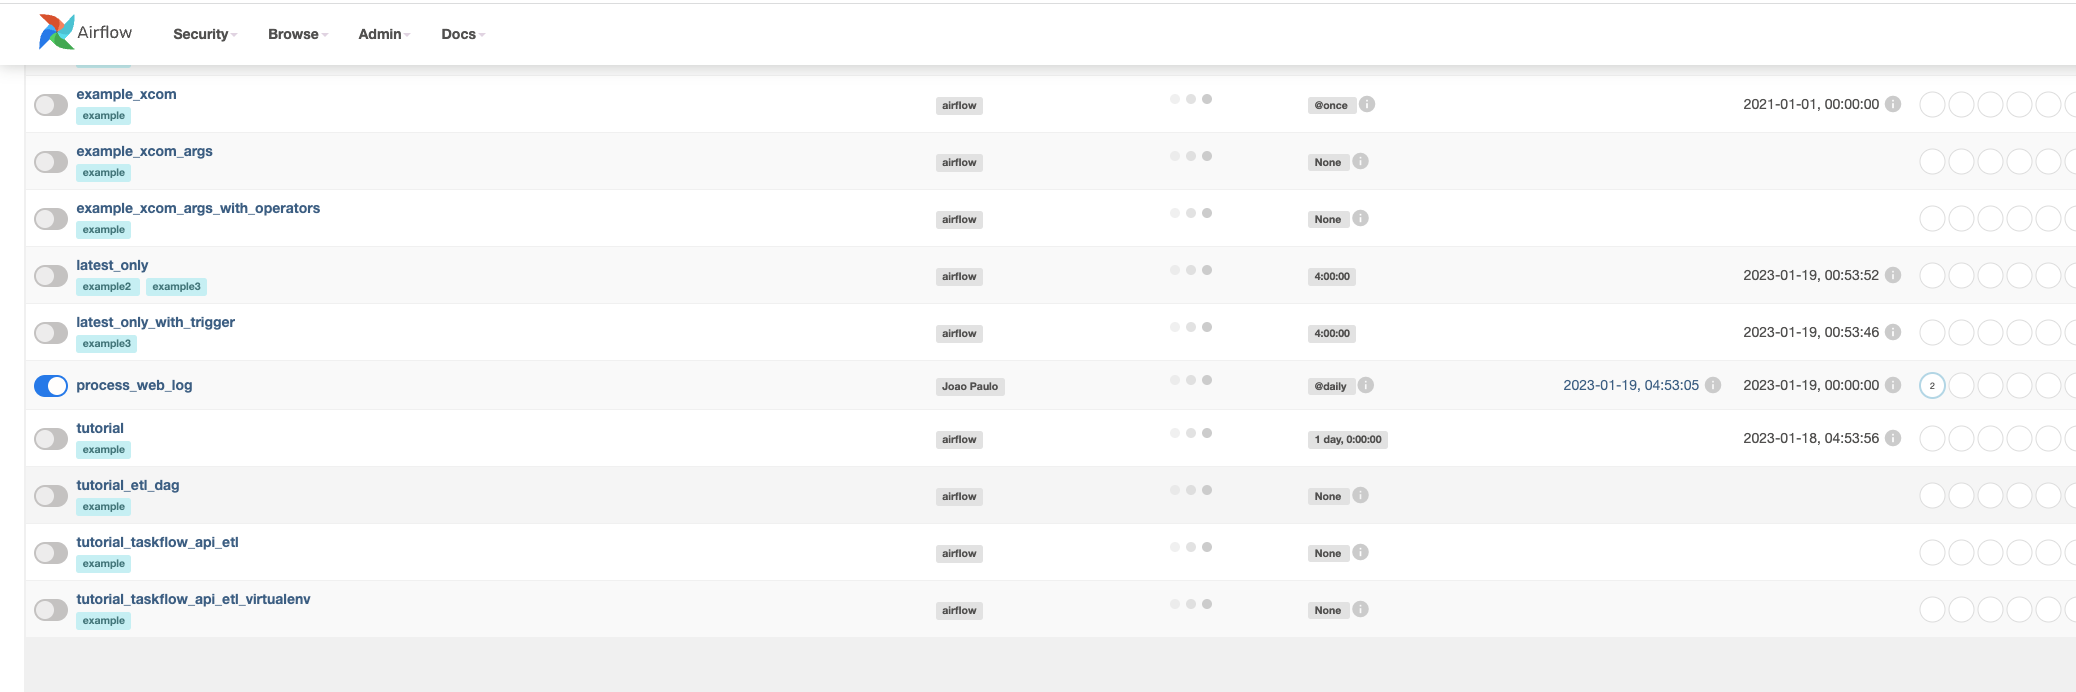 Airflow Security Browse Admin Docs
example_xcom
example airflow @once 2021-01-01, 00:00:00
example_xcom_args
example airflow None
example_xcom_args_with_operators
example airflow None
latest_only
example2 example3 airflow 4:00:00 2023-01-19, 00:53:52
latest_only_with_trigger
example3 airflow 4:00:00 2023-01-19, 00:53:46
process_web_log Joao Paulo @daily 2023-01-19, 04:53:05 2023-01-19, 00:00:00 2
tutorial
example airflow 1 day, 0:00:00 2023-01-18, 04:53:56
tutorial_etl_dag
example airflow None
tutorial_taskflow_api_etl
example airflow None
tutorial_taskflow_api_etl_virtualenv
example airflow None